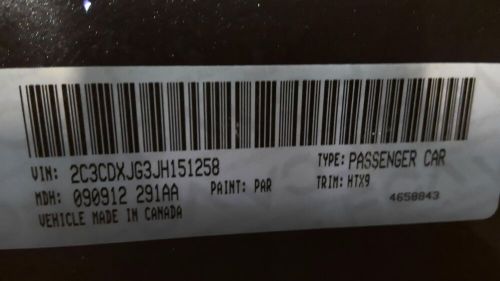 VIN: 2C3CDXJG3JH151258 TYPE: PASSENGER CAR
MDH: 090912 291AA PAINT: PAR TRIM: HTX9
VEHICLE MADE IN CANADA 4658843